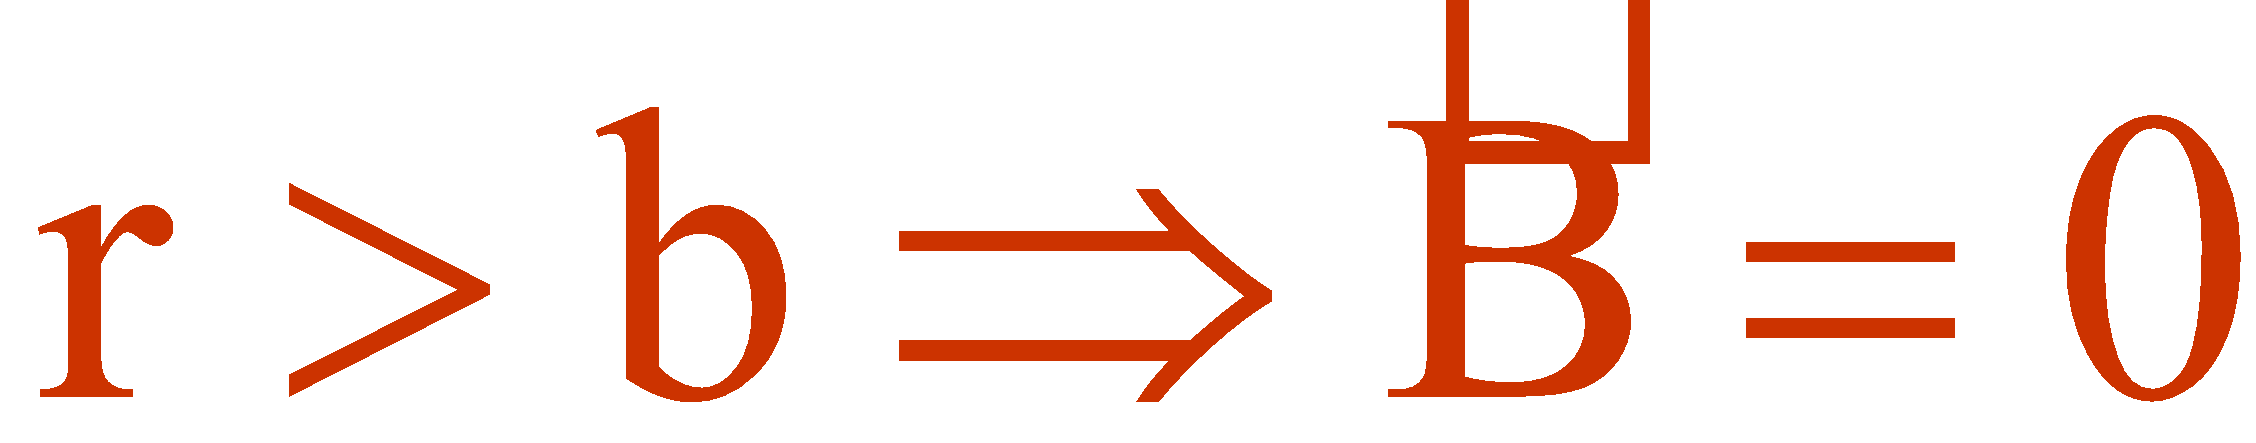 r > b ⇒ B = 0